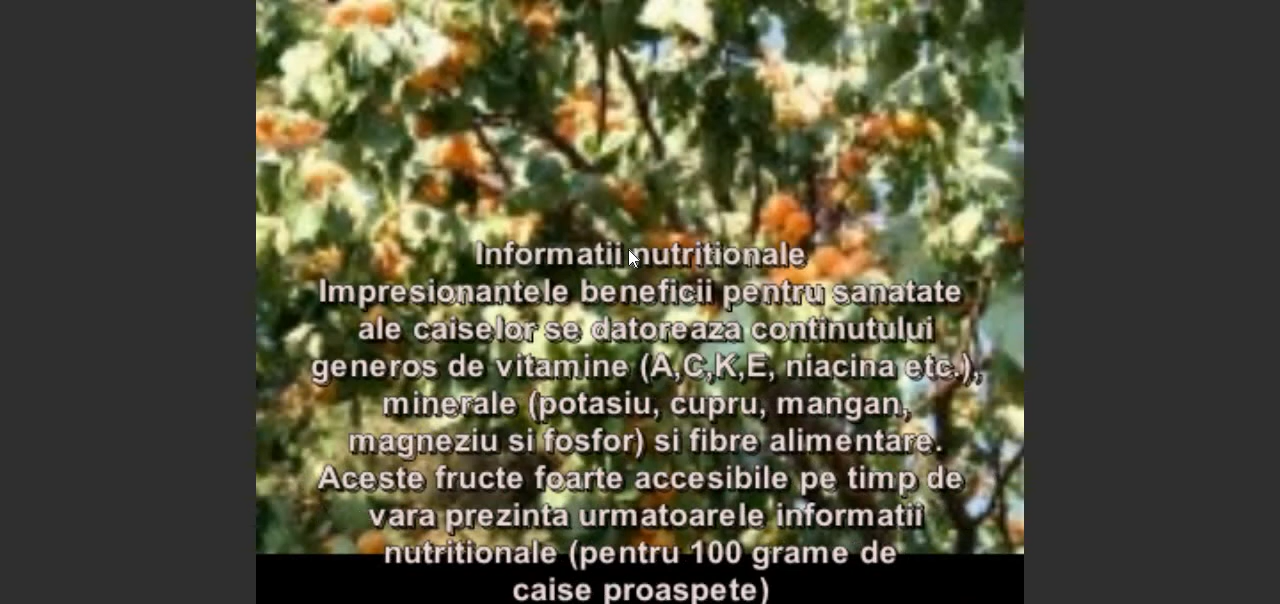 Informatii nutritionale
Impresionantele beneficii pentru sanatate
ale caiselor se datoreaza continutului
generos de vitamine (A,C,K,E, niacina etc.),
minerale (potasiu, cupru, mangan,
magneziu si fosfor) si fibre alimentare.
Aceste fructe foarte accesibile pe timp de
vara prezinta urmatoarele informatii
nutritionale (pentru 100 grame de
caise proaspete)